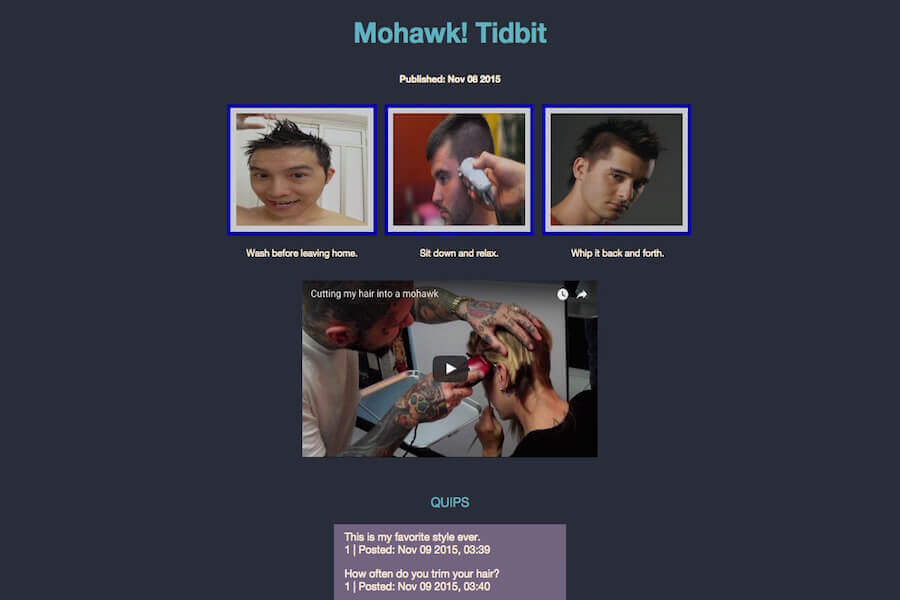 Mohawk! Tidbit
Published: Nov 08 2015
Wash before leaving home.
Sit down and relax.
Whip it back and forth.
Cutting my hair into a mohawk
QUIPS
This is my favorite style ever.
1 | Posted: Nov 09 2015, 03:39
How often do you trim your hair?
1 | Posted: Nov 09 2015, 03:40